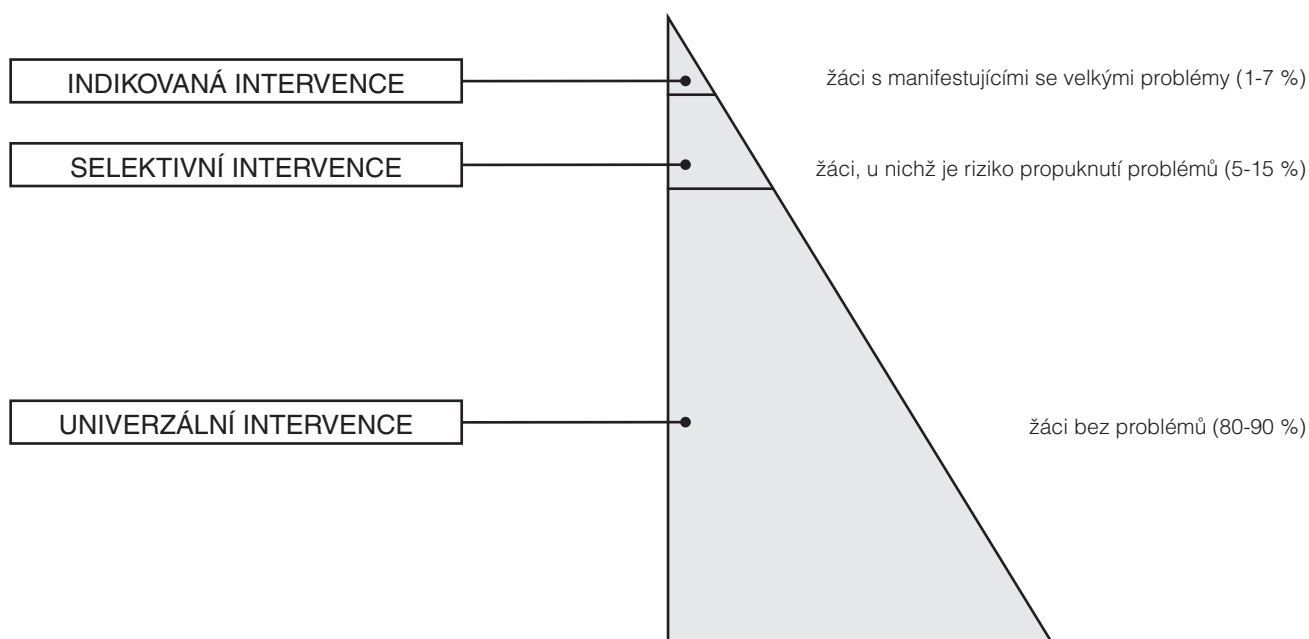 INDIKOVANÁ INTERVENCE
žáci s manifestujícími se velkými problémy (1-7 %)
SELEKTIVNÍ INTERVENCE
žáci, u nichž je riziko propuknutí problémů (5-15 %)
UNIVERZÁLNÍ INTERVENCE
žáci bez problémů (80-90 %)